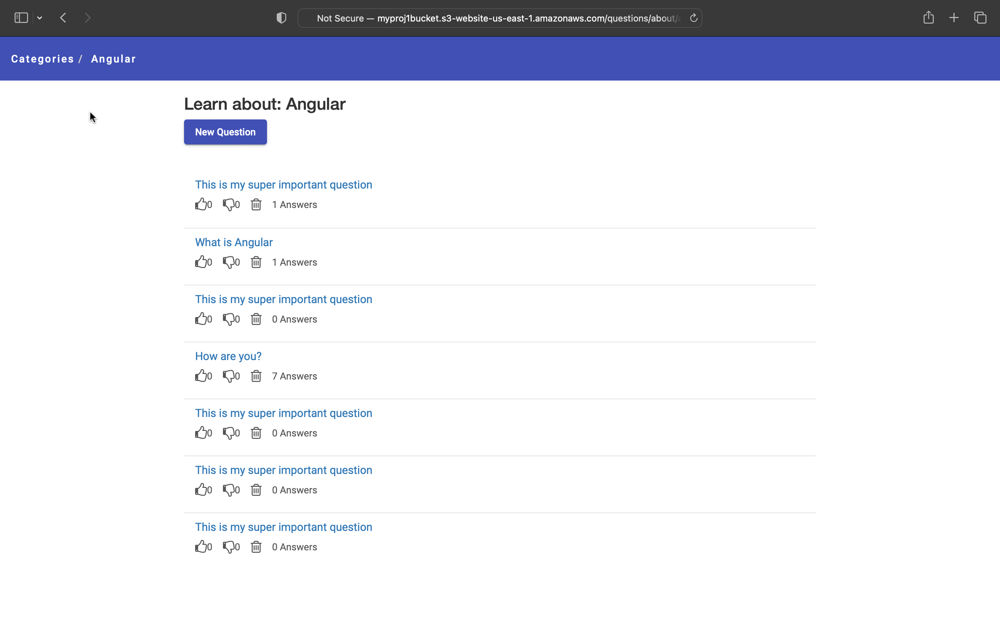 Not Secure — myproj1bucket.s3-website-us-east-1.amazonaws.com/questions/about/
Categories / Angular
Learn about: Angular
New Question
This is my super important question
0 0 1 Answers
What is Angular
0 0 1 Answers
This is my super important question
0 0 0 Answers
How are you?
0 0 7 Answers
This is my super important question
0 0 0 Answers
This is my super important question
0 0 0 Answers
This is my super important question
0 0 0 Answers